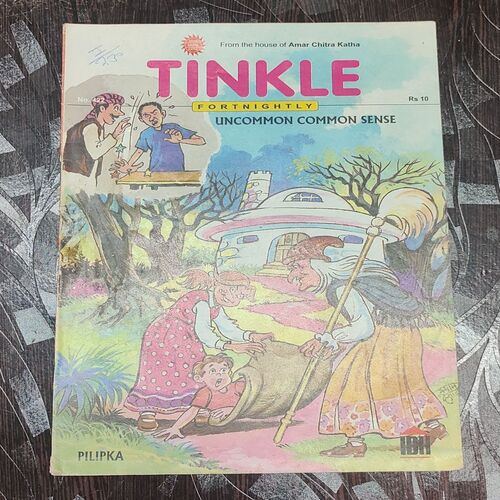 From the house of Amar Chitra Katha
TINKLE
FORTNIGHTLY
Rs 10
UNCOMMON COMMON SENSE
PILIPKA
IBH